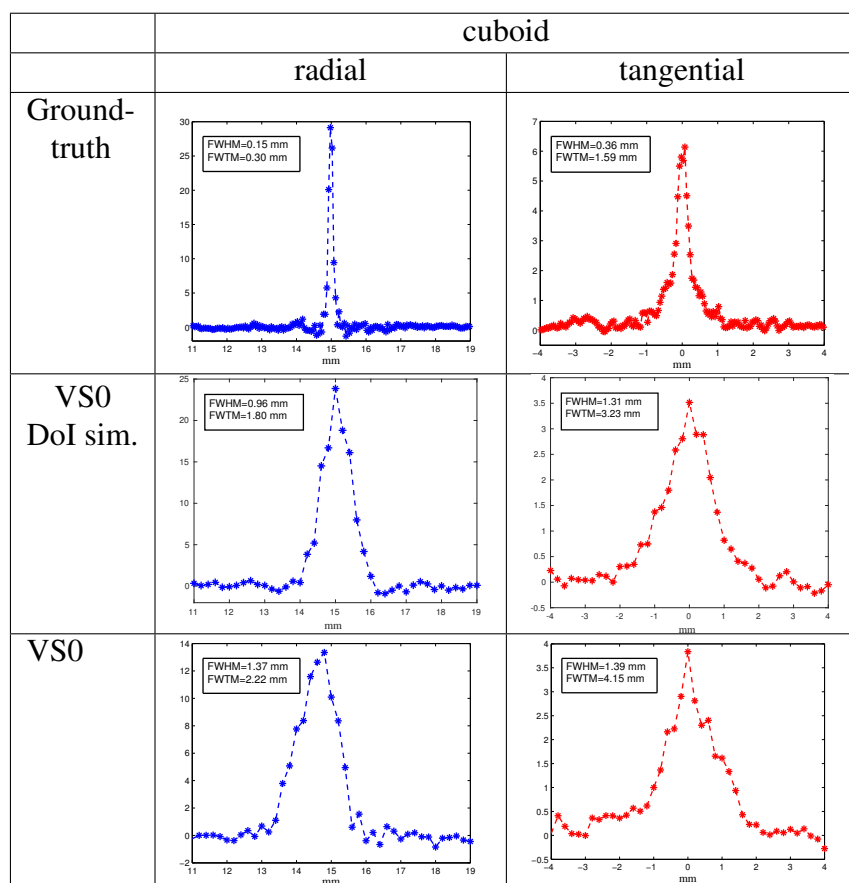 cuboid
radial tangential
Ground-
truth
FWHM=0.15 mm
FWTM=0.30 mm
30
25
20
15
10
5
0
11 12 13 14 15 16 17 18 19
mm
FWHM=0.36 mm
FWTM=1.59 mm
7
6
5
4
3
2
1
0
−4 −3 −2 −1 0 1 2 3 4
mm
VS0
DoI sim.
FWHM=0.96 mm
FWTM=1.80 mm
25
20
15
10
5
0
11 12 13 14 15 16 17 18 19
mm
FWHM=1.31 mm
FWTM=3.23 mm
4
3.5
3
2.5
2
1.5
1
0.5
0
-0.5
-4 -3 -2 -1 0 1 2 3 4
mm
VS0
FWHM=1.37 mm
FWTM=2.22 mm
14
12
10
8
6
4
2
0
−2
11 12 13 14 15 16 17 18 19
mm
FWHM=1.39 mm
FWTM=4.15 mm
4
3.5
3
2.5
2
1.5
1
0.5
0
−0.5
−4 −3 −2 −1 0 1 2 3 4
mm